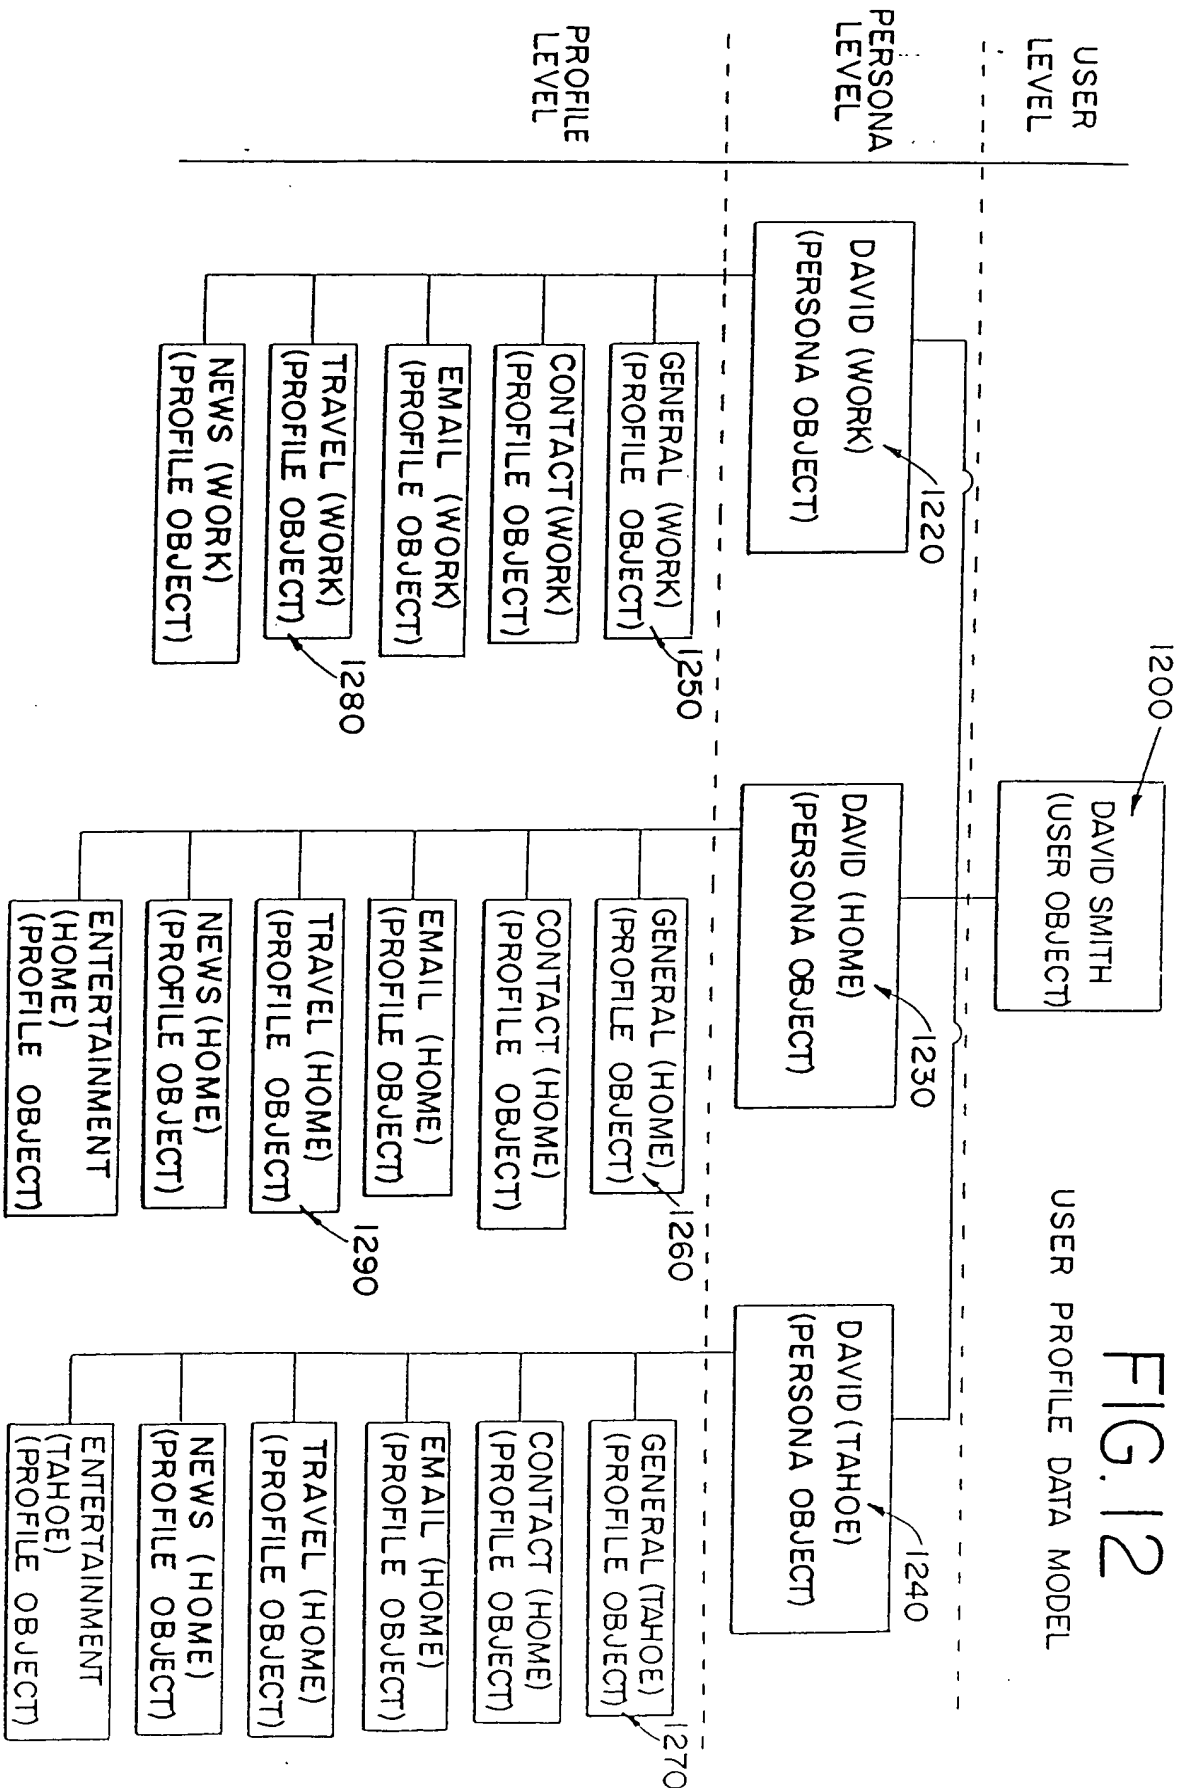 FIG. 12
USER PROFILE DATA MODEL
USER
LEVEL
1200
DAVID SMITH
(USER OBJECT)
PERSONA
LEVEL
DAVID (WORK)
(PERSONA OBJECT)
1220
DAVID (HOME)
(PERSONA OBJECT)
1230
DAVID (TAHOE)
(PERSONA OBJECT)
1240
PROFILE
LEVEL
GENERAL (WORK)
(PROFILE OBJECT)
1250
CONTACT (WORK)
(PROFILE OBJECT)
EMAIL (WORK)
(PROFILE OBJECT)
TRAVEL (WORK)
(PROFILE OBJECT)
1280
NEWS (WORK)
(PROFILE OBJECT)
GENERAL (HOME)
(PROFILE OBJECT)
1260
CONTACT (HOME)
(PROFILE OBJECT)
EMAIL (HOME)
(PROFILE OBJECT)
TRAVEL (HOME)
(PROFILE OBJECT)
1290
NEWS (HOME)
(PROFILE OBJECT)
ENTERTAINMENT
(HOME)
(PROFILE OBJECT)
GENERAL (TAHOE)
(PROFILE OBJECT)
1270
CONTACT (HOME)
(PROFILE OBJECT)
EMAIL (HOME)
(PROFILE OBJECT)
TRAVEL (HOME)
(PROFILE OBJECT)
NEWS (HOME)
(PROFILE OBJECT)
ENTERTAINMENT
(TAHOE)
(PROFILE OBJECT)